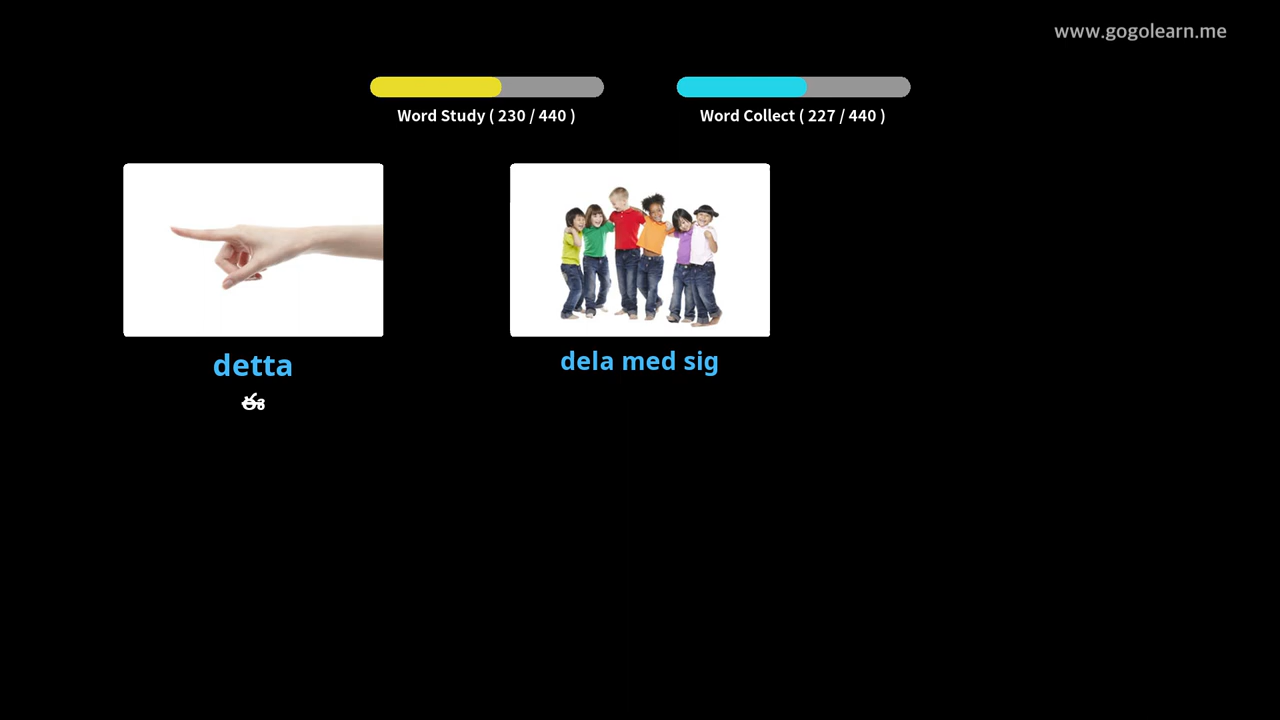 www.gogolearn.me
Word Study ( 230 / 440 )
Word Collect ( 227 / 440 )
detta
ఈ
dela med sig